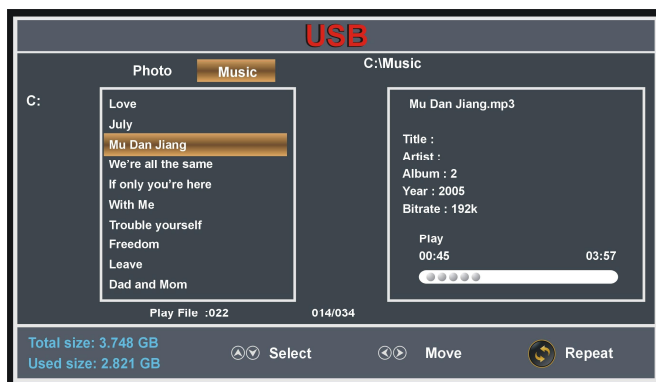 USB
Photo Music C:\Music
C:
Love
July
Mu Dan Jiang
We're all the same
If only you're here
With Me
Trouble yourself
Freedom
Leave
Dad and Mom
Mu Dan Jiang.mp3
Title :
Artist :
Album : 2
Year : 2005
Bitrate : 192k
Play
00:45 03:57
Play File :022 014/034
Total size: 3.748 GB
Used size: 2.821 GB
Select Move Repeat